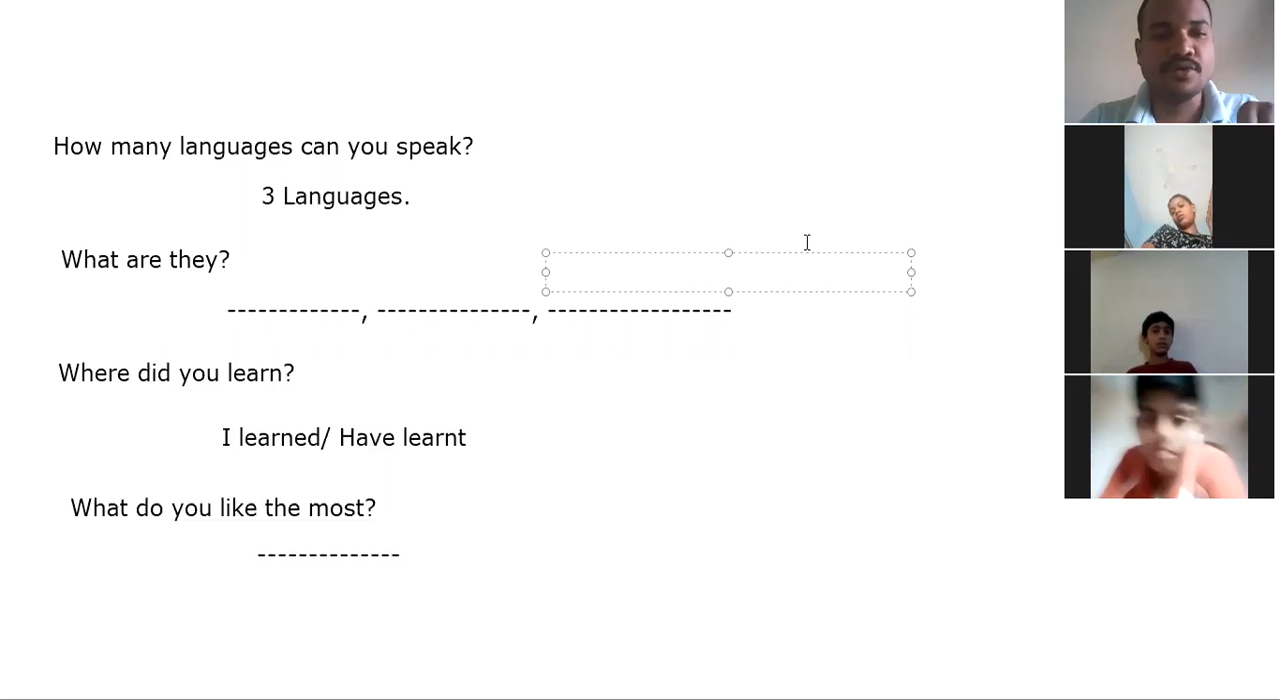 How many languages can you speak?
3 Languages.
What are they?
-------------, ---------------, ------------------
Where did you learn?
I learned/ Have learnt
What do you like the most?
--------------